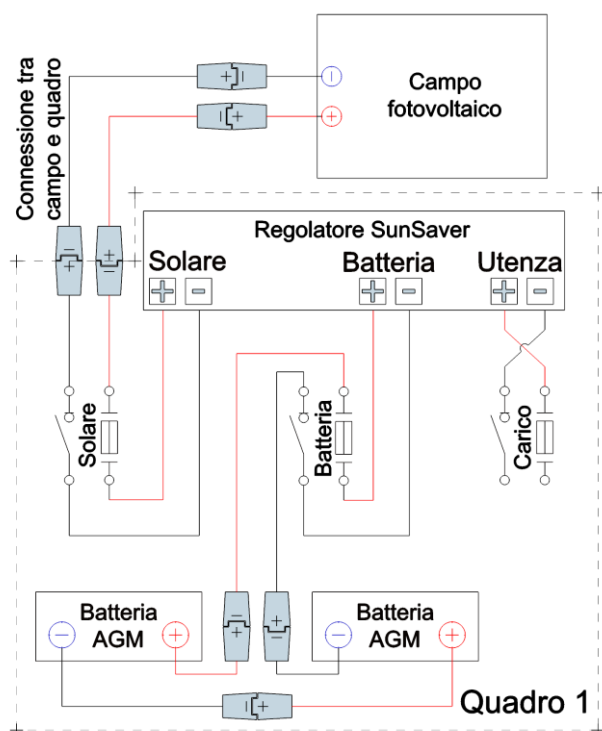 Connessione tra
campo e quadro
Campo
fotovoltaico
Regolatore SunSaver
Solare
Batteria
Utenza
Solare
Batteria
Carico
Batteria
AGM
Batteria
AGM
Quadro 1